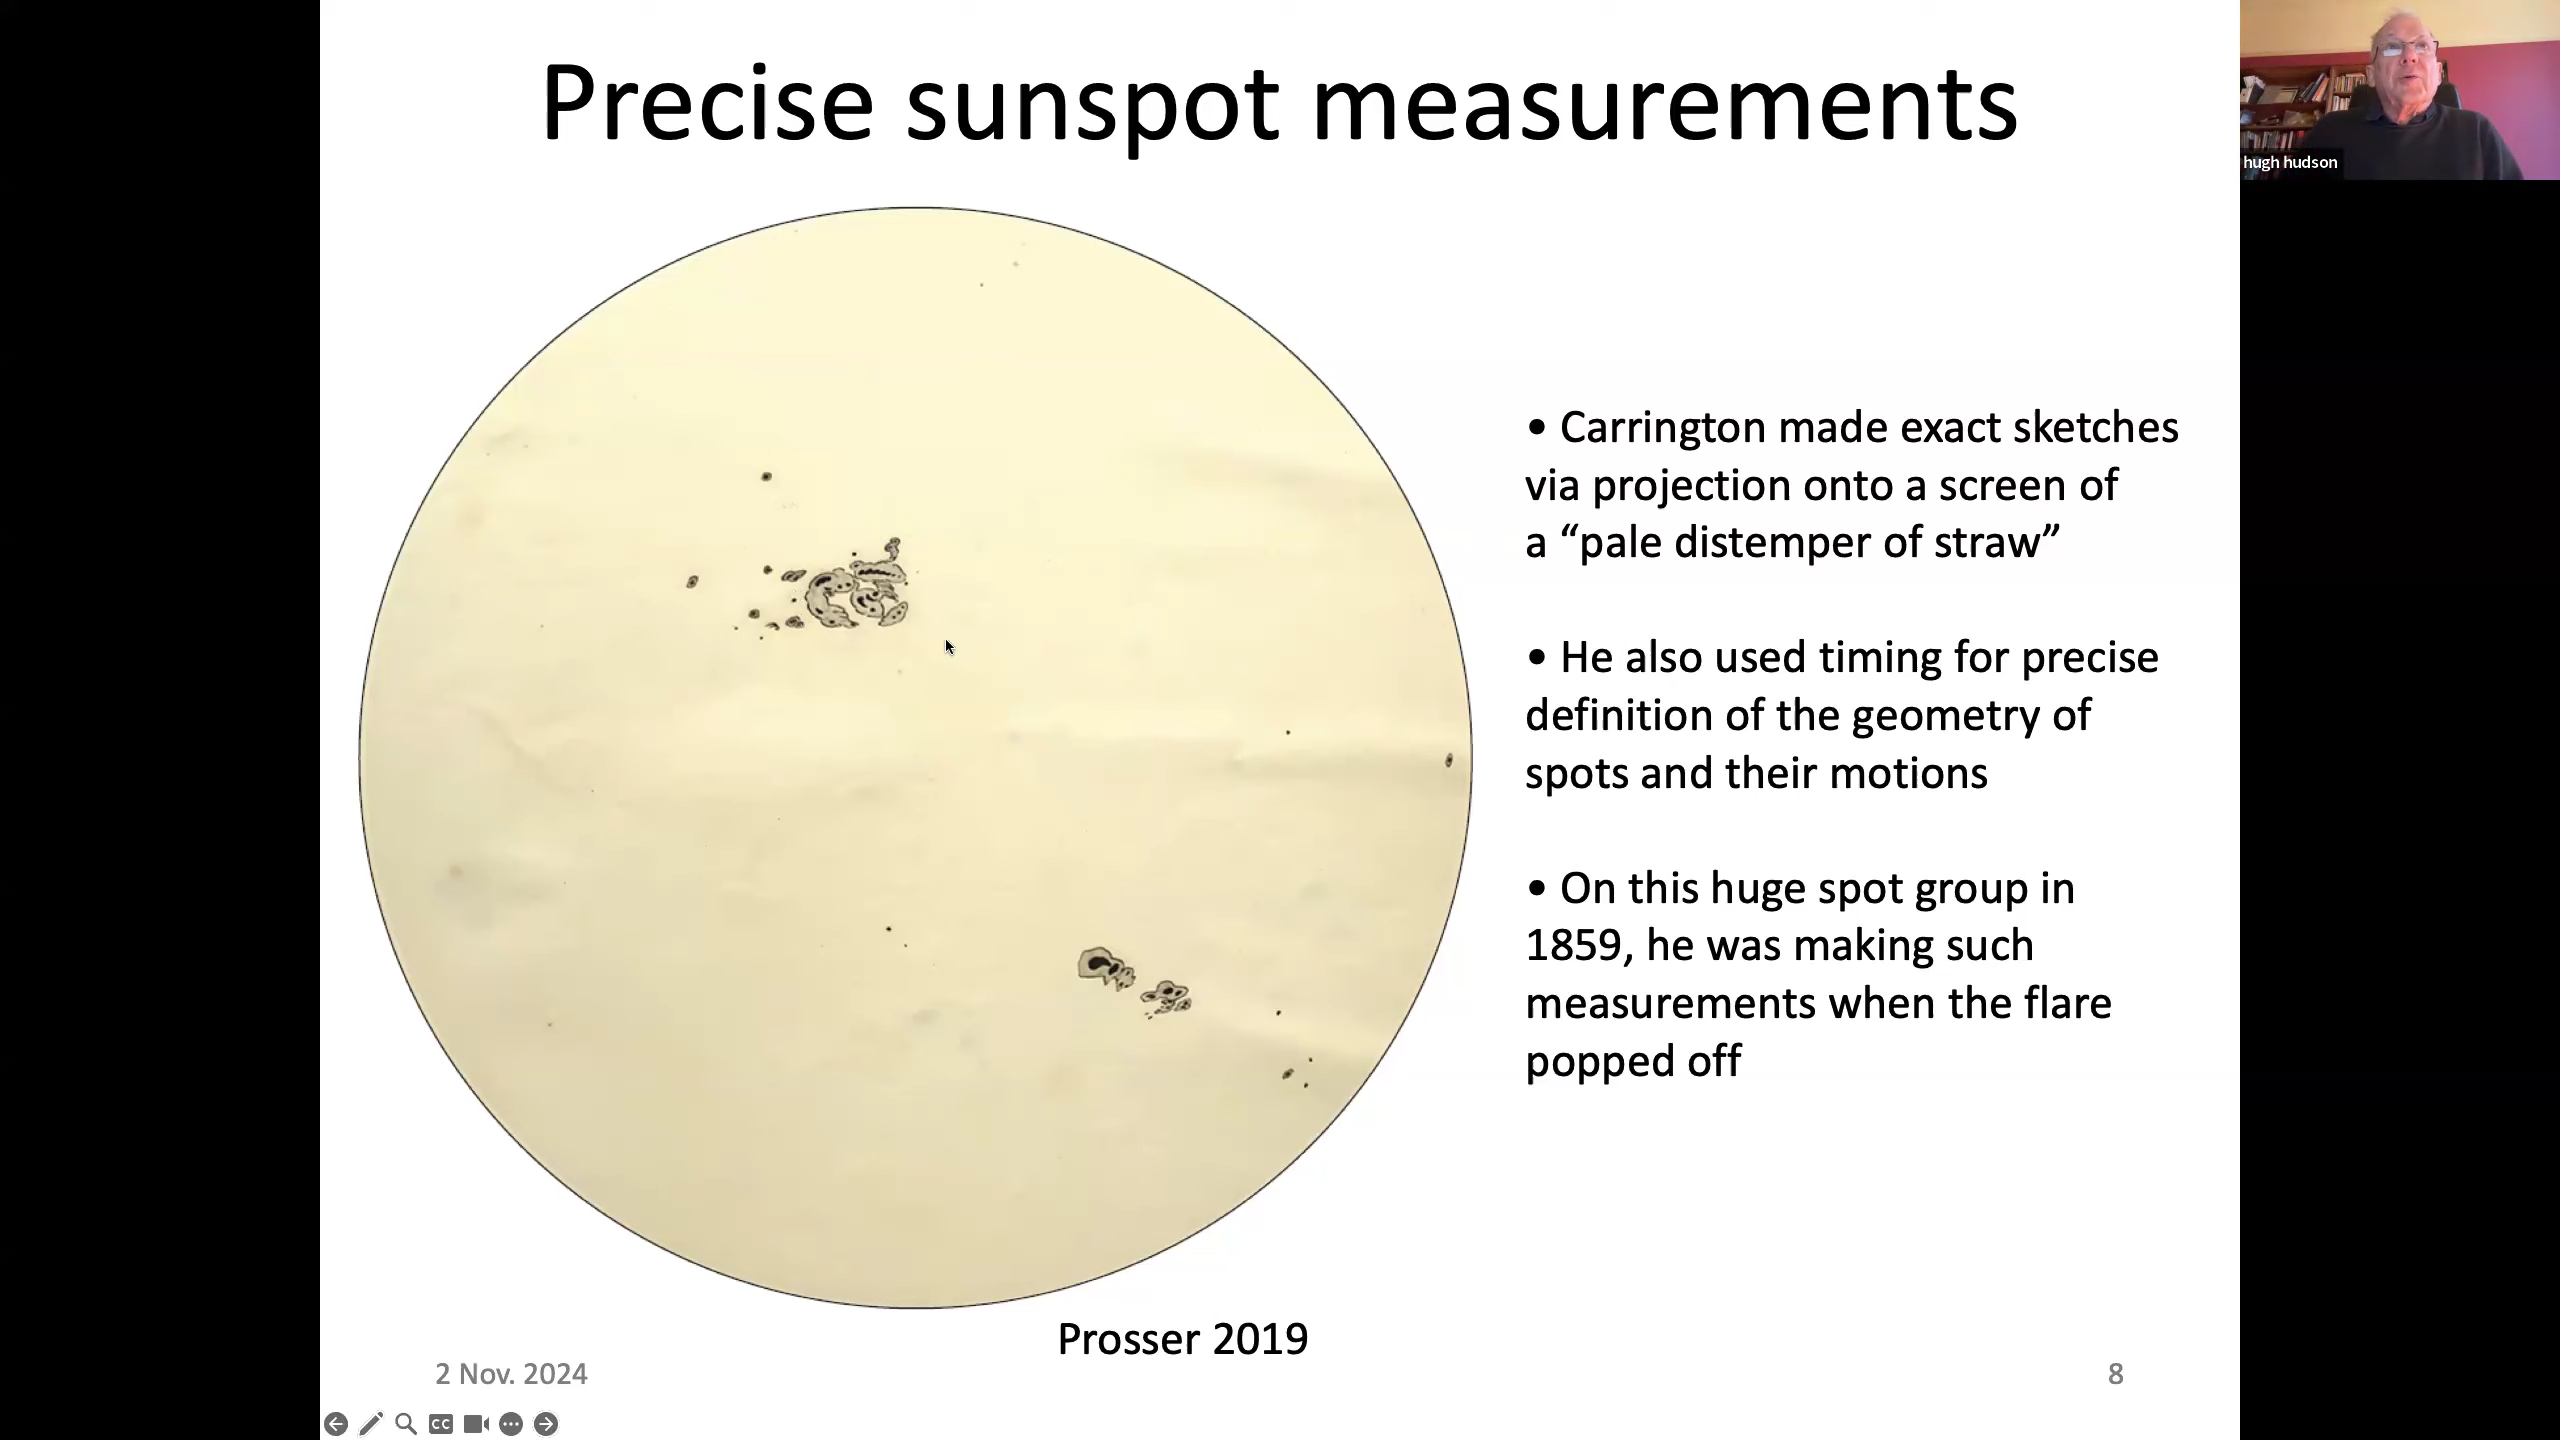 Precise sunspot measurements
hugh hudson
• Carrington made exact sketches
via projection onto a screen of
a “pale distemper of straw”
• He also used timing for precise
definition of the geometry of
spots and their motions
• On this huge spot group in
1859, he was making such
measurements when the flare
popped off
Prosser 2019
2 Nov. 2024
8
CC